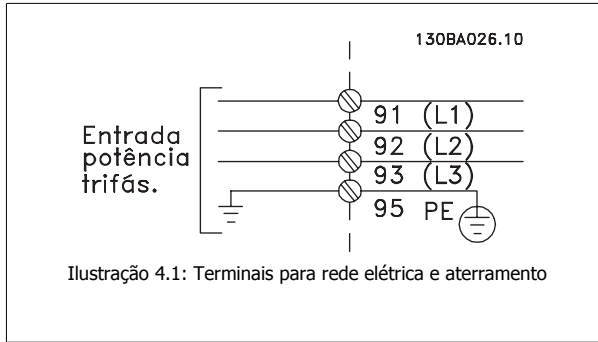 130BA026.10
Entrada
potência
trifás.
91 (L1)
92 (L2)
93 (L3)
95 PE
Ilustração 4.1: Terminais para rede elétrica e aterramento